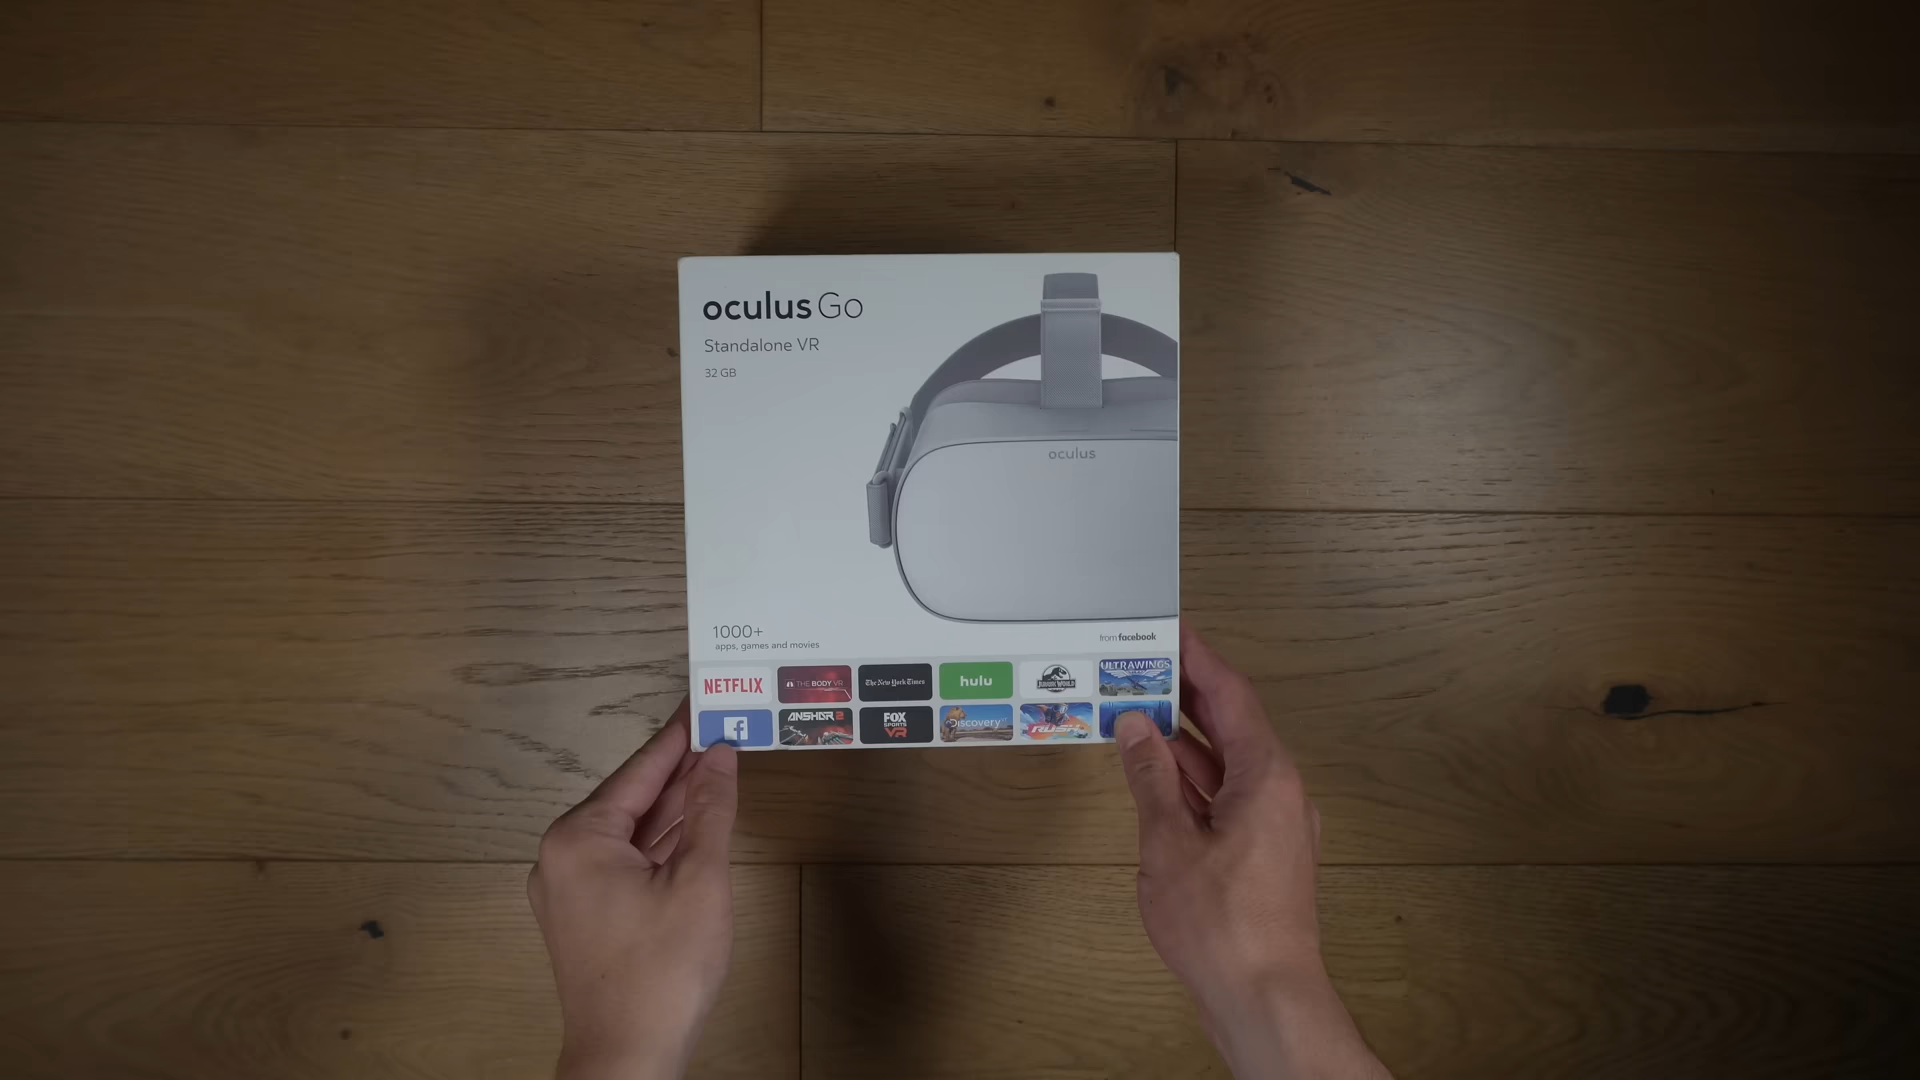 oculus Go
Standalone VR
32 GB
oculus
1000+
apps, games and movies
from facebook
NETFLIX
THE BODY VR
The New York Times
hulu
JURASSIC WORLD
ULTRAWINGS
f
ANSHAR 2
FOX
SPORTS
VR
Discovery
RUSH